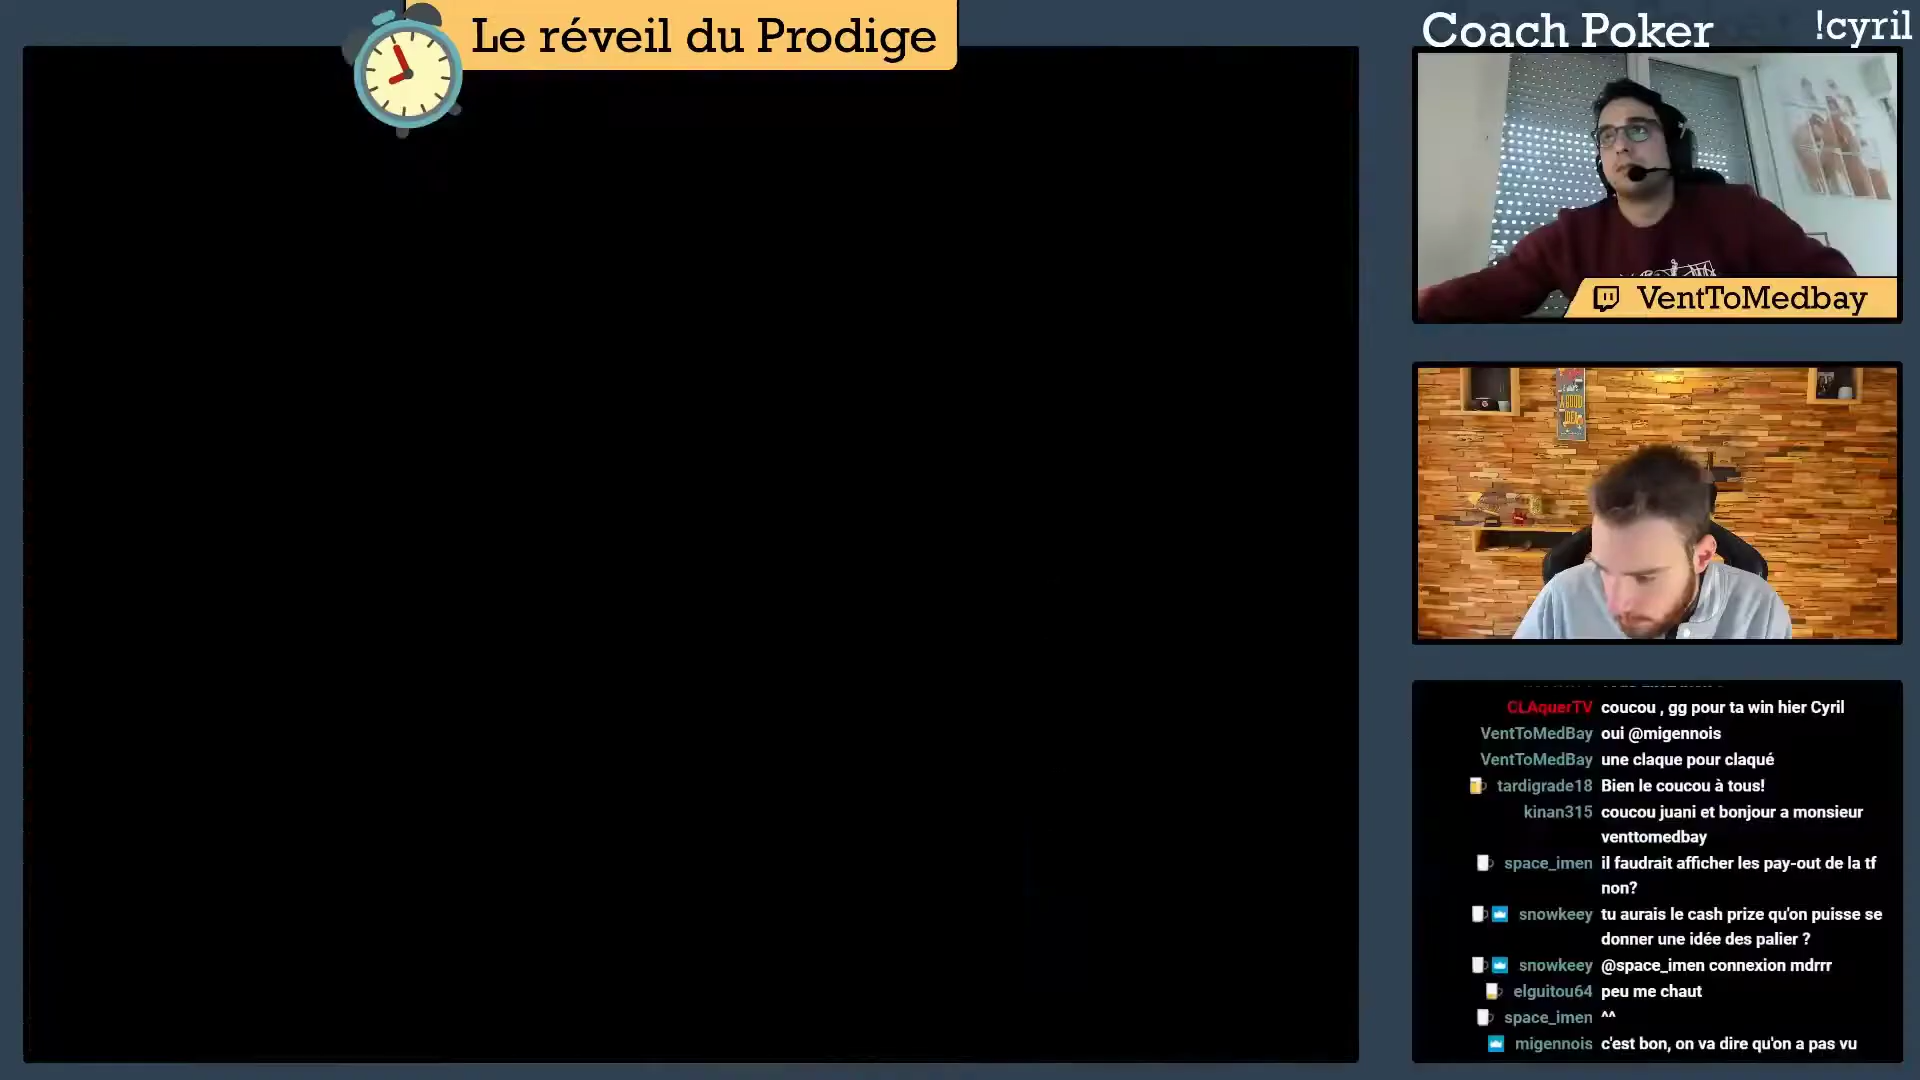 Le réveil du Prodige
Coach Poker
!cyril
VentToMedbay
A GOOD
CLAquerTV coucou , gg pour ta win hier Cyril
VentToMedBay oui @migennois
VentToMedBay une claque pour claqué
tardigrade18 Bien le coucou à tous!
kinan315 coucou juani et bonjour a monsieur
venttomedbay
space_imen il faudrait afficher les pay-out de la tf
non?
snowkeey tu aurais le cash prize qu'on puisse se
donner une idée des palier ?
snowkeey @space_imen connexion mdrrr
elguitou64 peu me chaut
space_imen ^^
migennois c'est bon, on va dire qu'on a pas vu